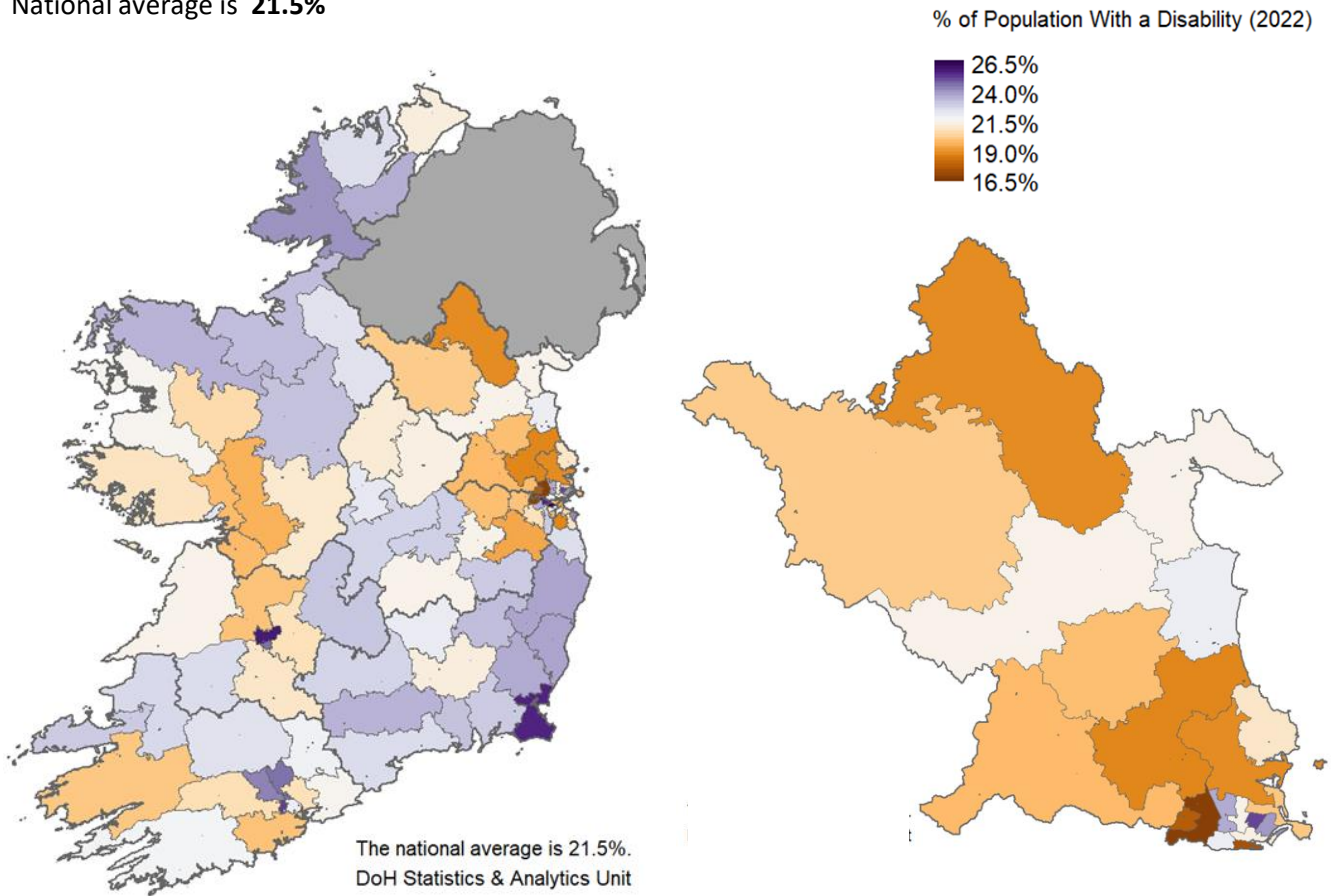 National average is 21.5%
% of Population With a Disability (2022)
26.5%
24.0%
21.5%
19.0%
16.5%
The national average is 21.5%.
DoH Statistics & Analytics Unit